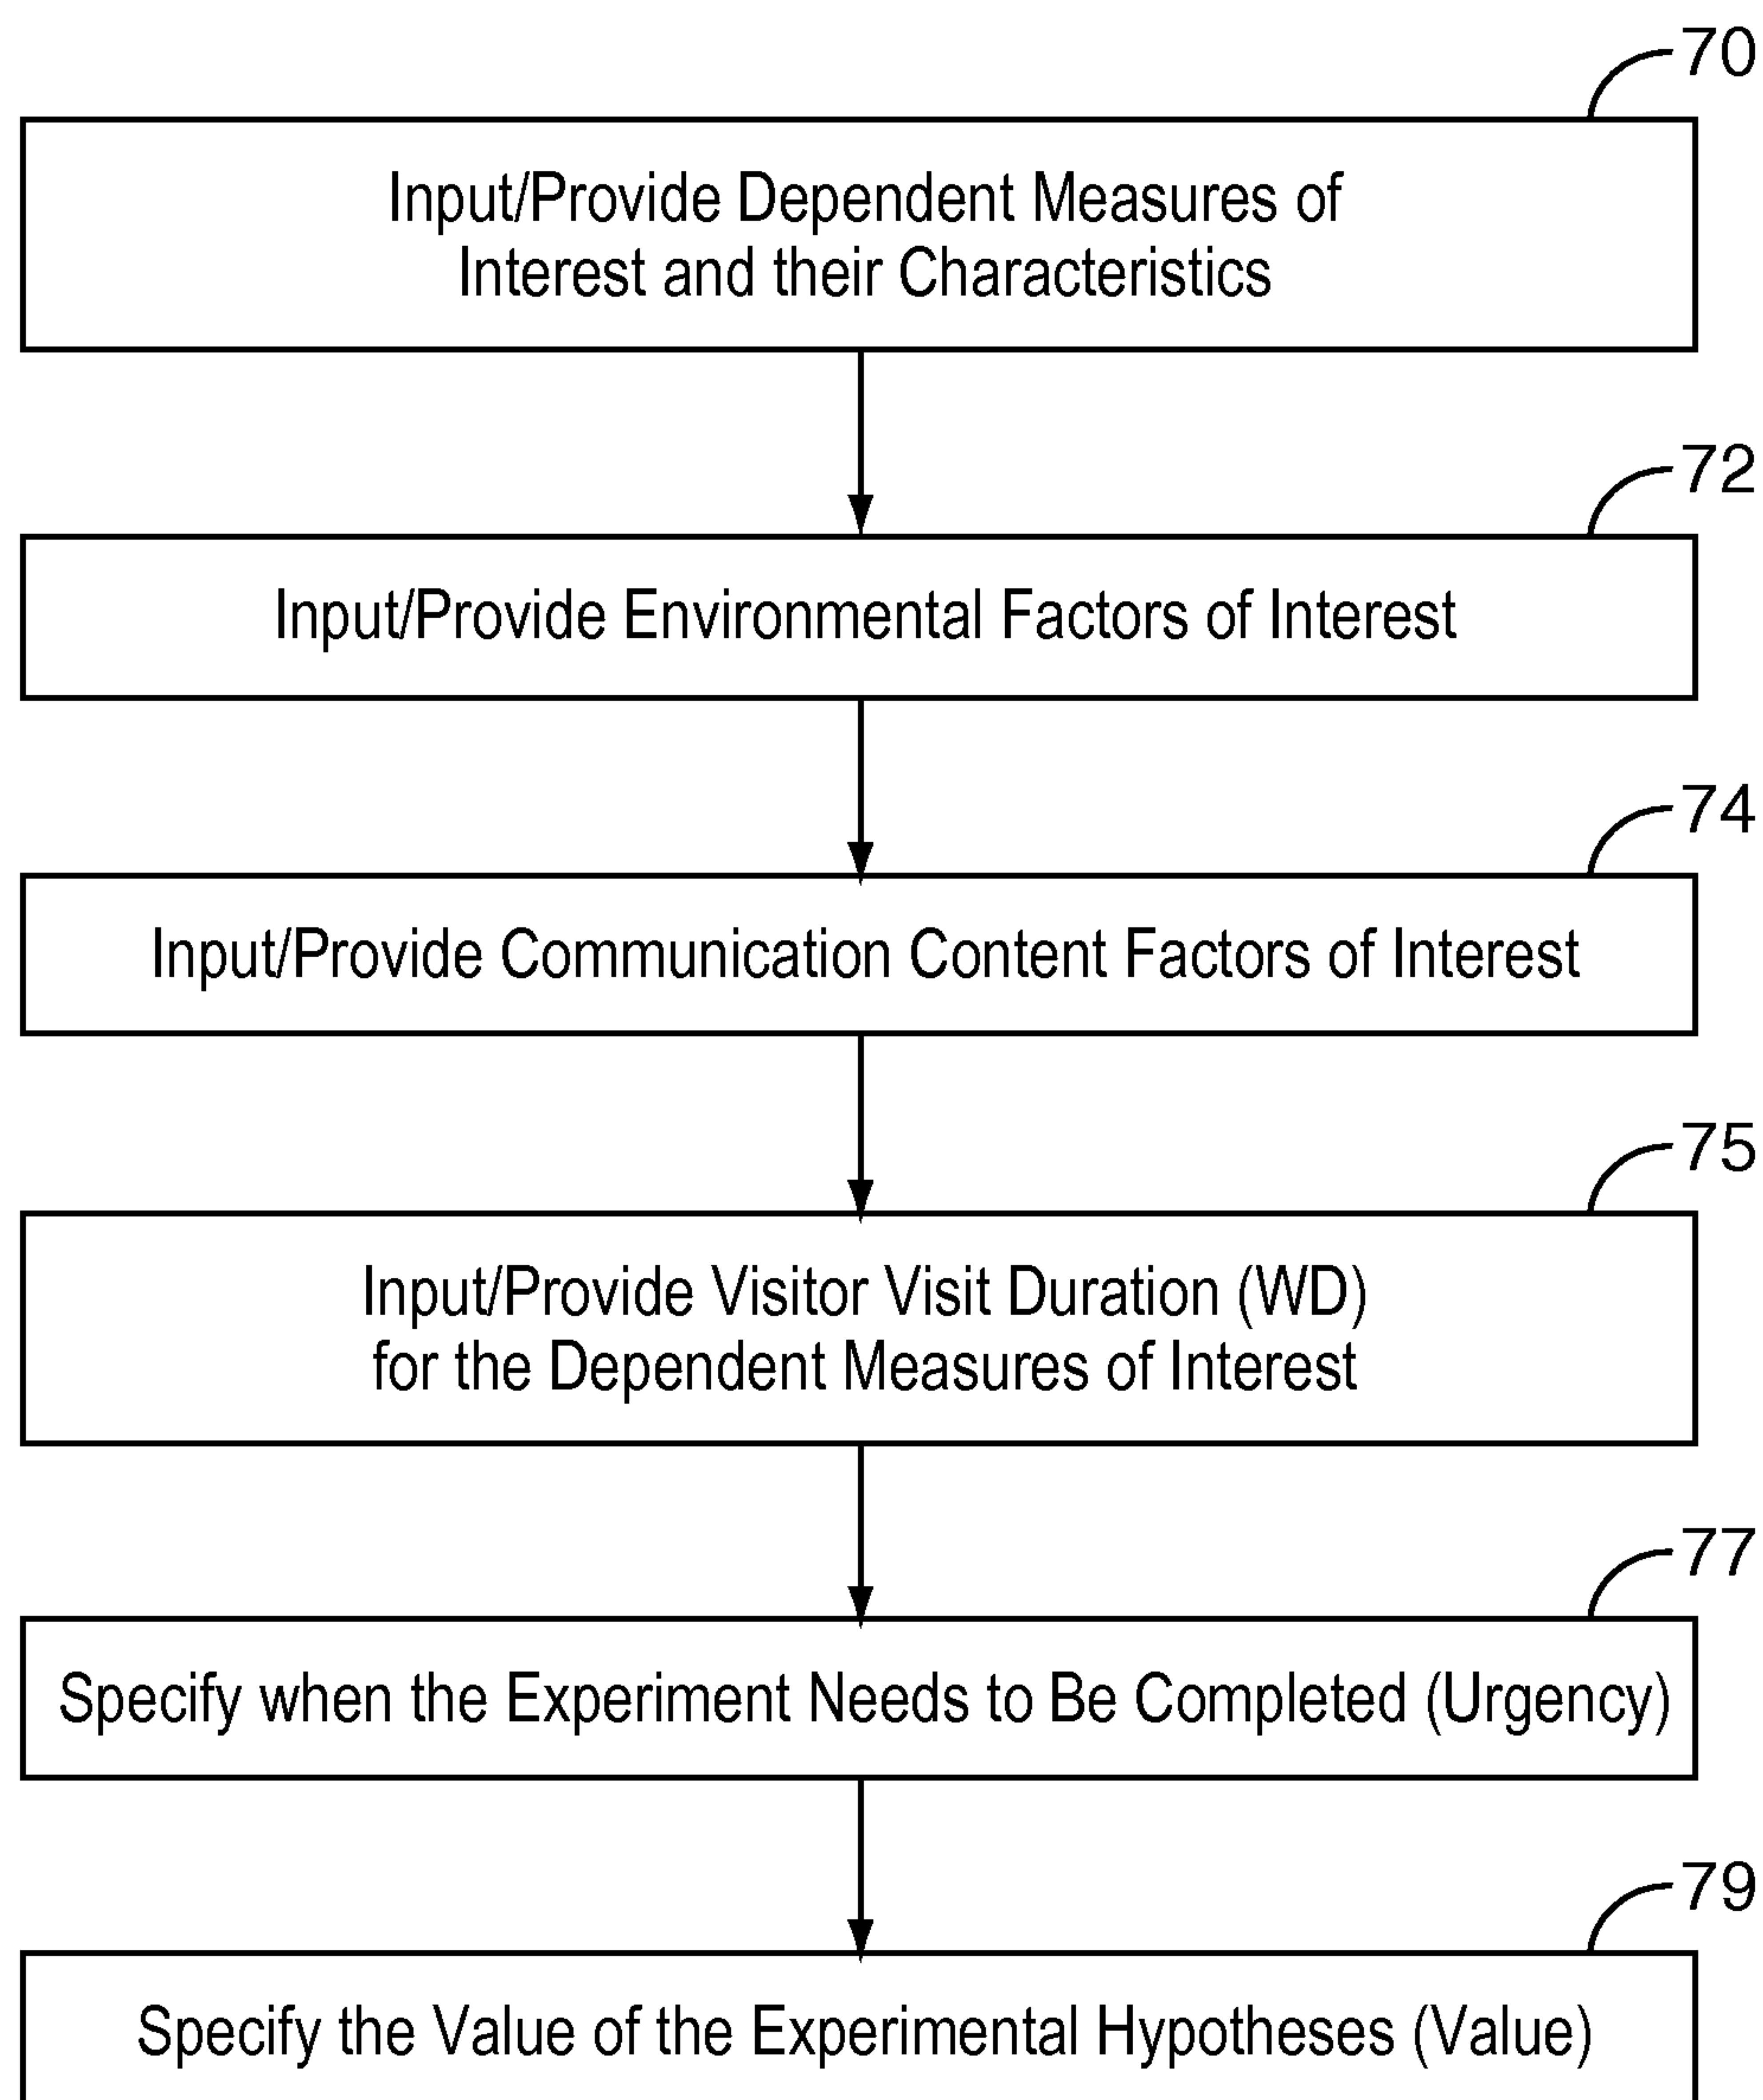 70
Input/Provide Dependent Measures of
Interest and their Characteristics
72
Input/Provide Environmental Factors of Interest
74
Input/Provide Communication Content Factors of Interest
75
Input/Provide Visitor Visit Duration (WD)
for the Dependent Measures of Interest
77
Specify when the Experiment Needs to Be Completed (Urgency)
79
Specify the Value of the Experimental Hypotheses (Value)